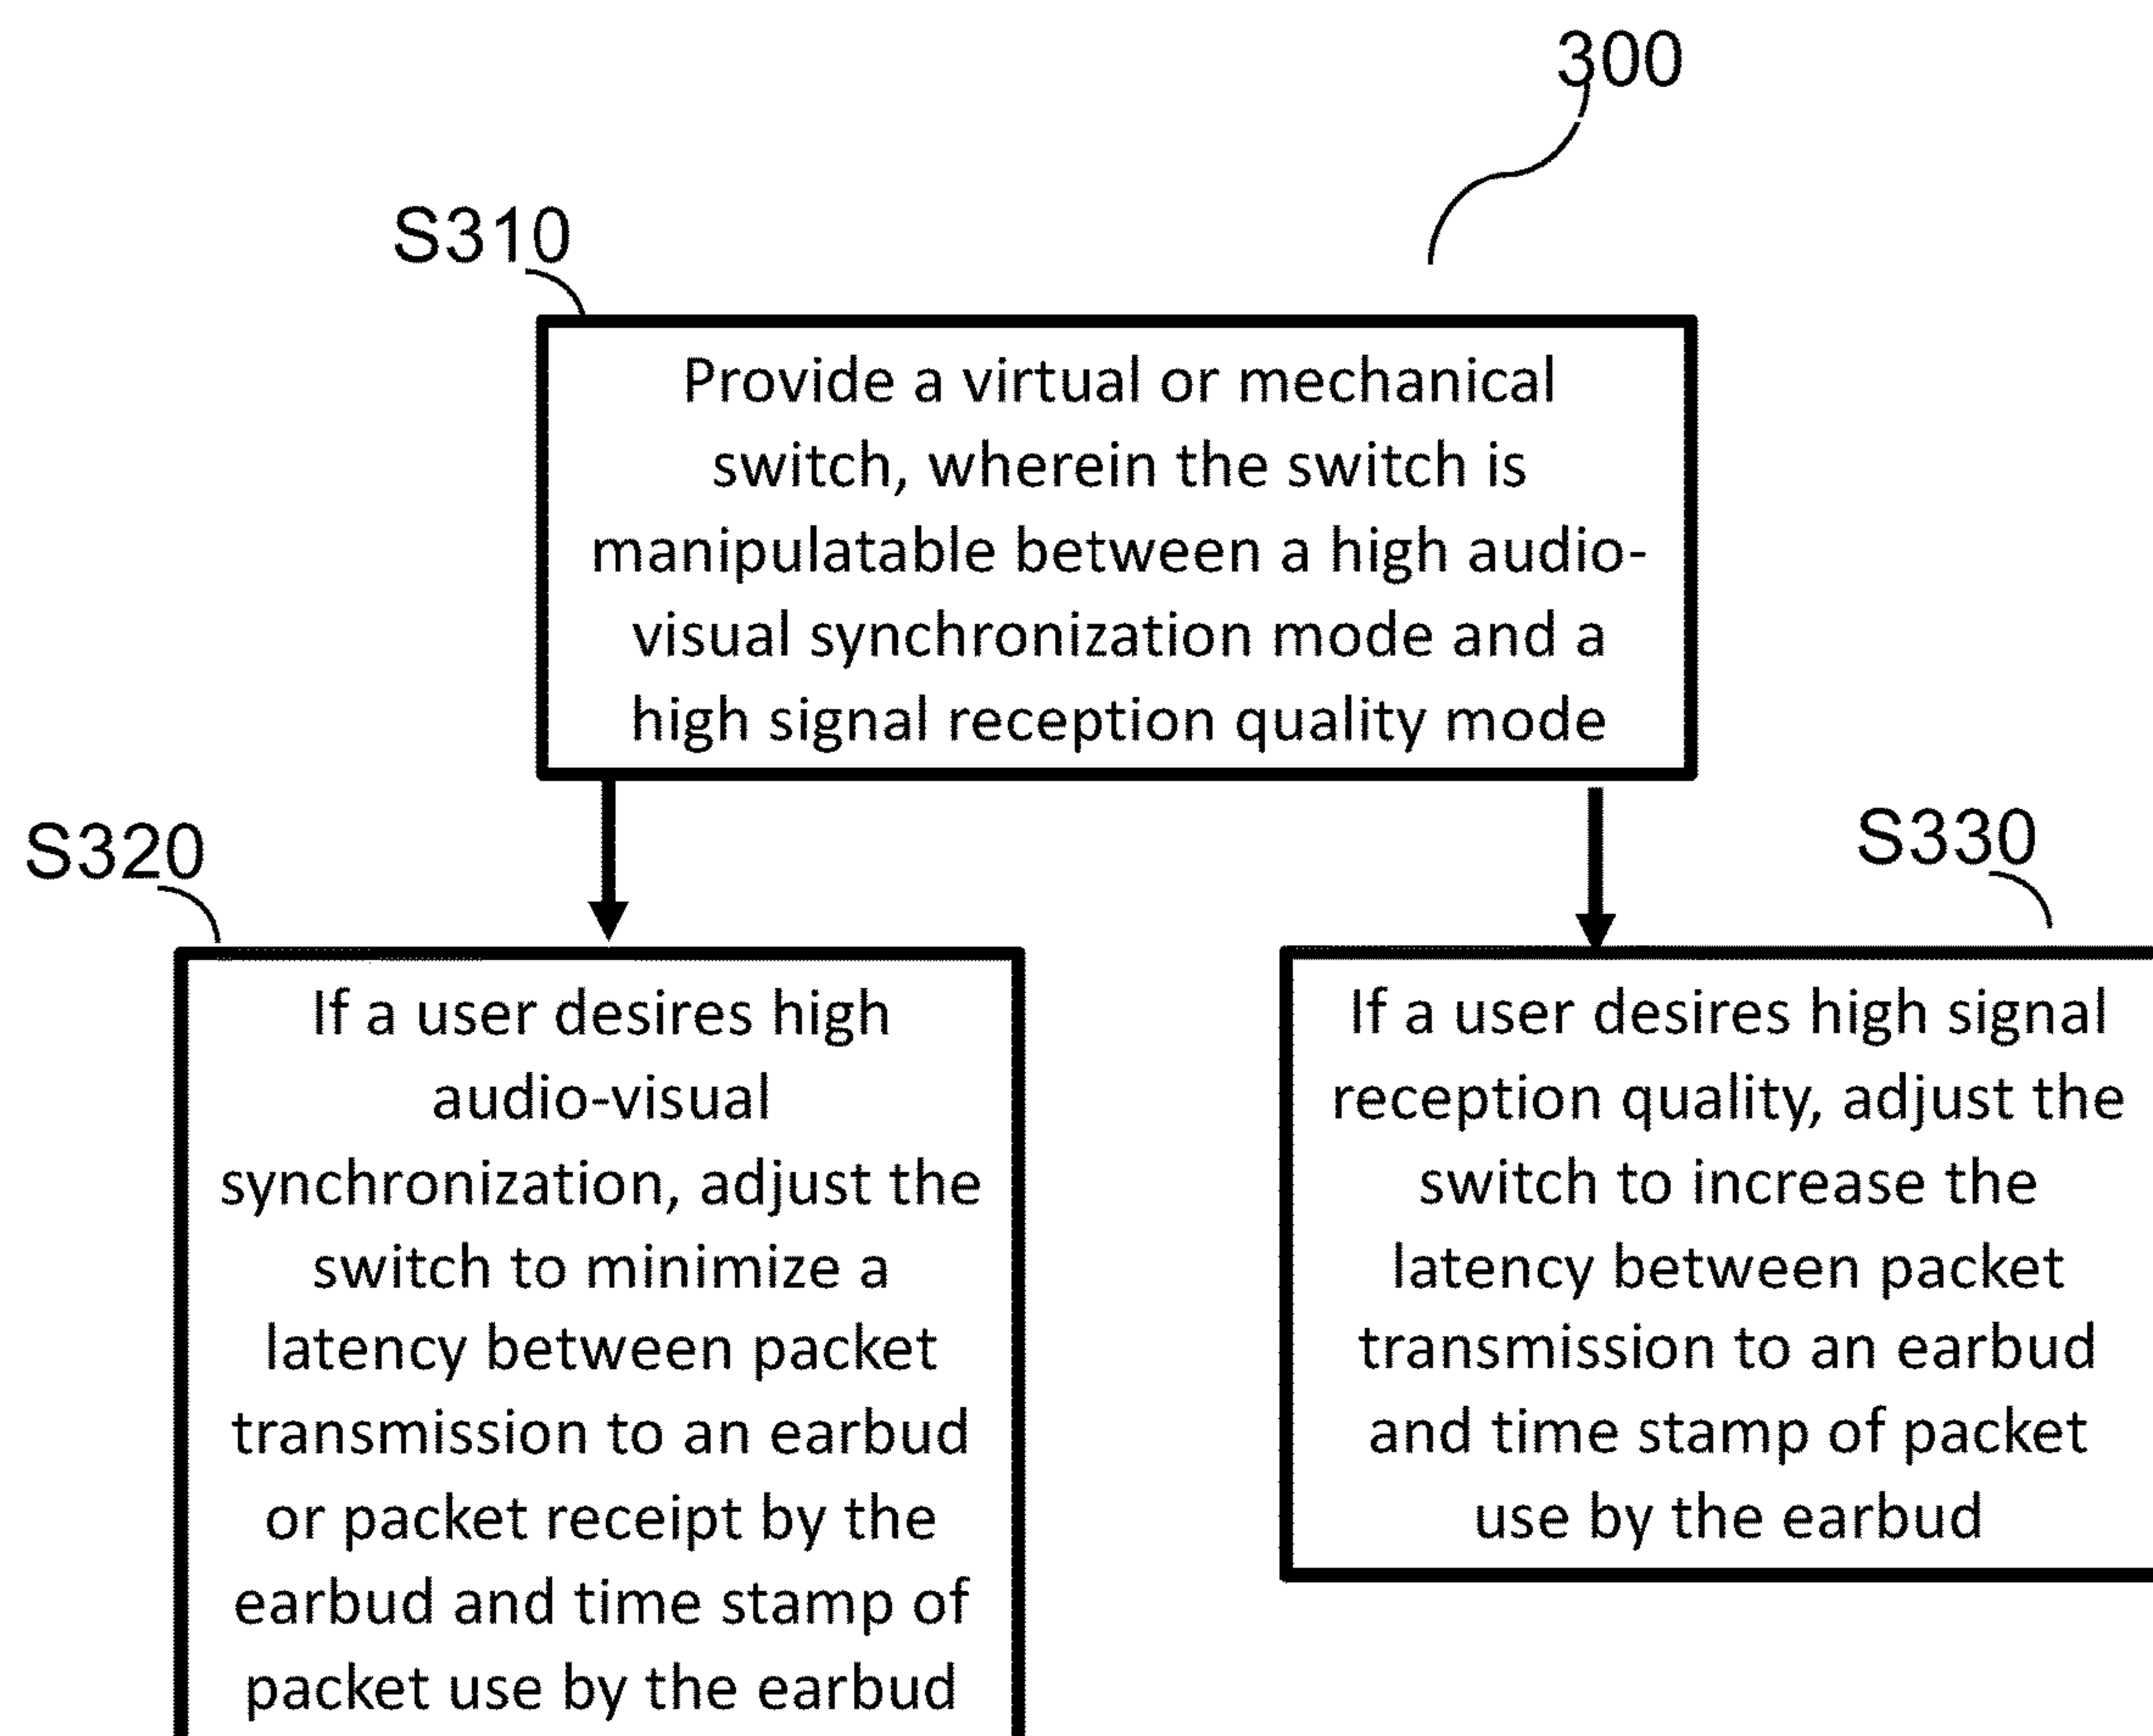 300
S310
Provide a virtual or mechanical
switch, wherein the switch is
manipulatable between a high audio-
visual synchronization mode and a
high signal reception quality mode
S320
If a user desires high
audio-visual
synchronization, adjust the
switch to minimize a
latency between packet
transmission to an earbud
or packet receipt by the
earbud and time stamp of
packet use by the earbud
S330
If a user desires high signal
reception quality, adjust the
switch to increase the
latency between packet
transmission to an earbud
and time stamp of packet
use by the earbud